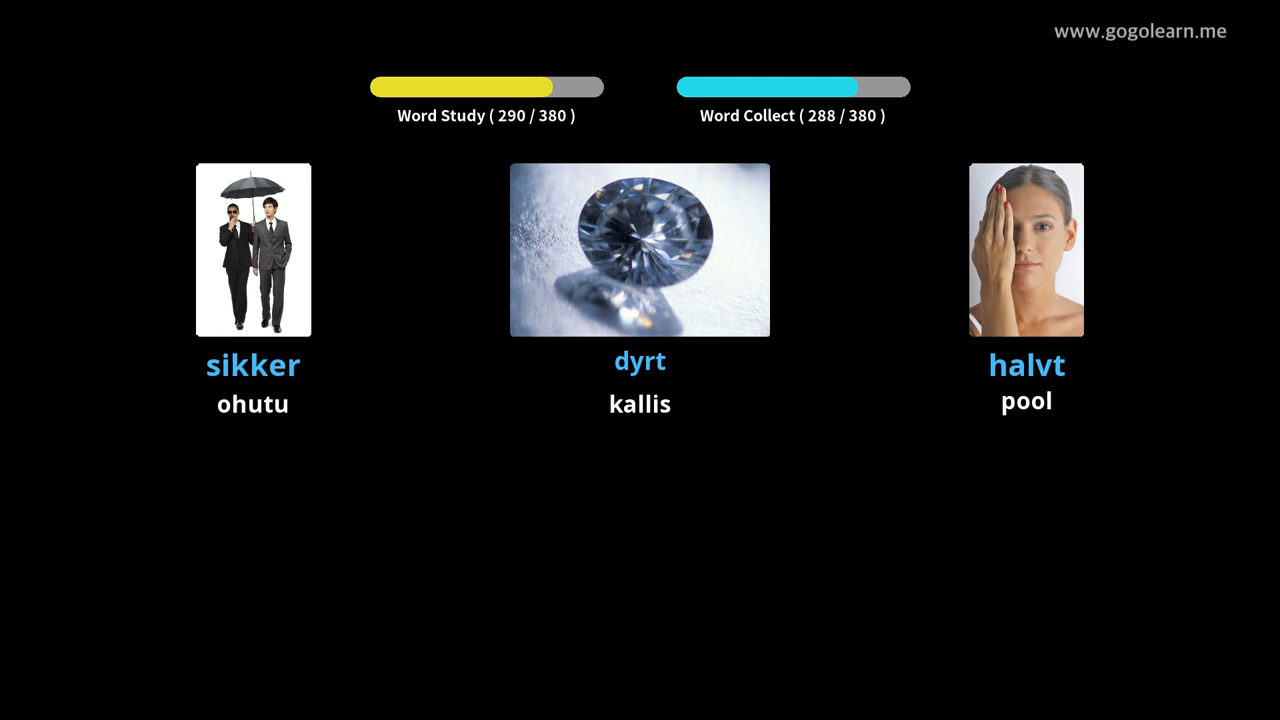 www.gogolearn.me
Word Study ( 290 / 380 )
Word Collect ( 288 / 380 )
sikker
dyrt
halvt
ohutu
kallis
pool